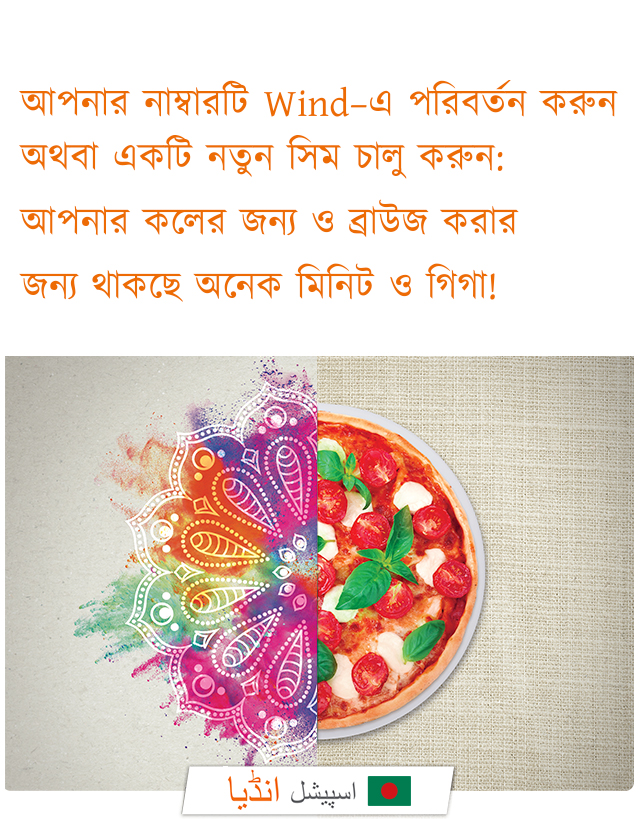 আপনার নাম্বারটি Wind-এ পরিবর্তন করুন
অথবা একটি নতুন সিম চালু করুন:
আপনার কলের জন্য ও ব্রাউজ করার
জন্য থাকছে অনেক মিনিট ও গিগা!
اسپیشل انڈیا